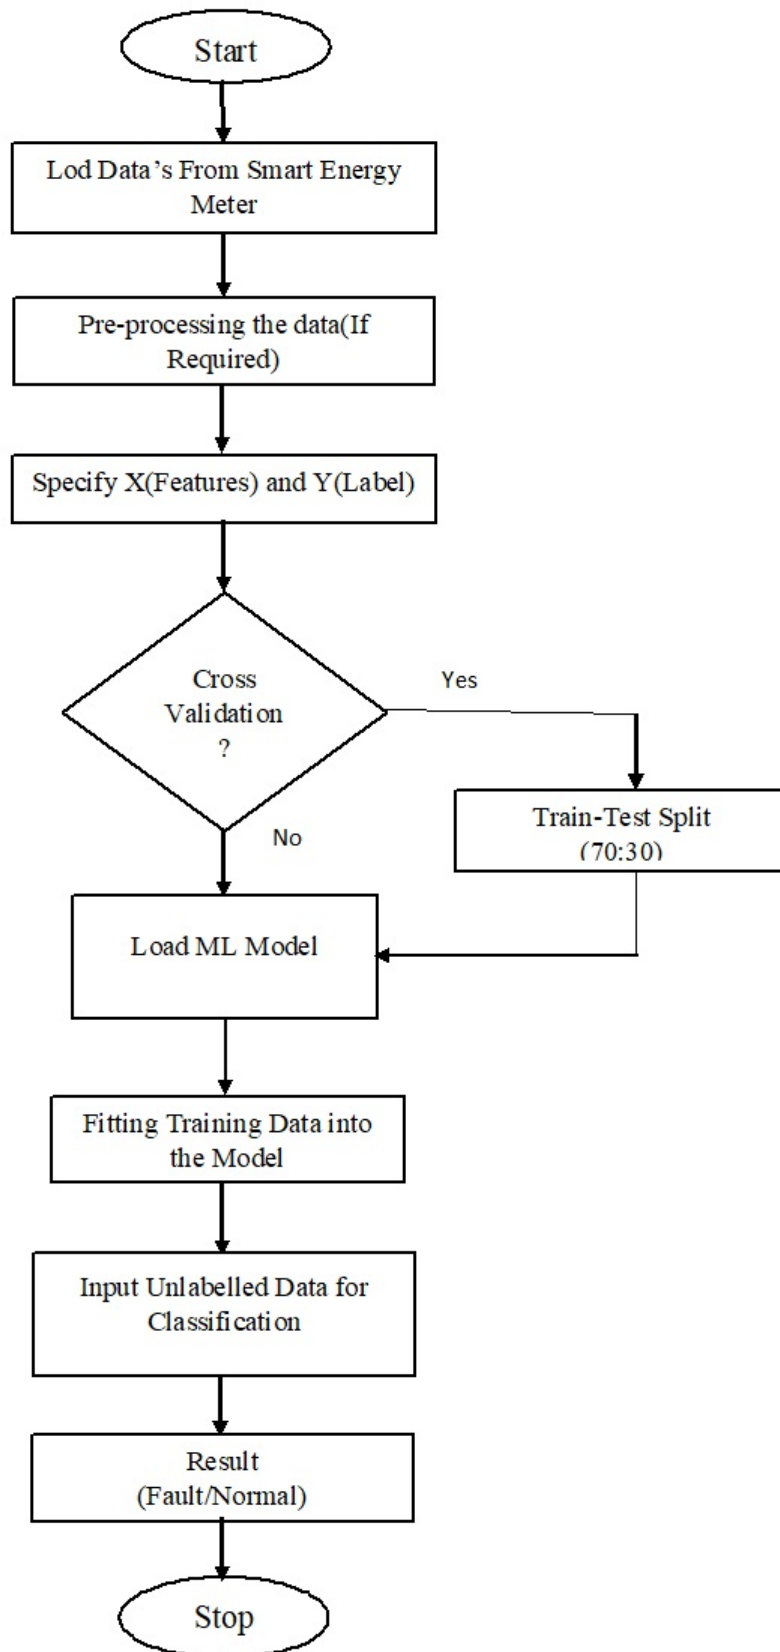 Start
Lod Data’s From Smart Energy
Meter
Pre-processing the data(If
Required)
Specify X(Features) and Y(Label)
Cross
Validation
?
Yes
No
Train-Test Split
(70:30)
Load ML Model
Fitting Training Data into
the Model
Input Unlabelled Data for
Classification
Result
(Fault/Normal)
Stop